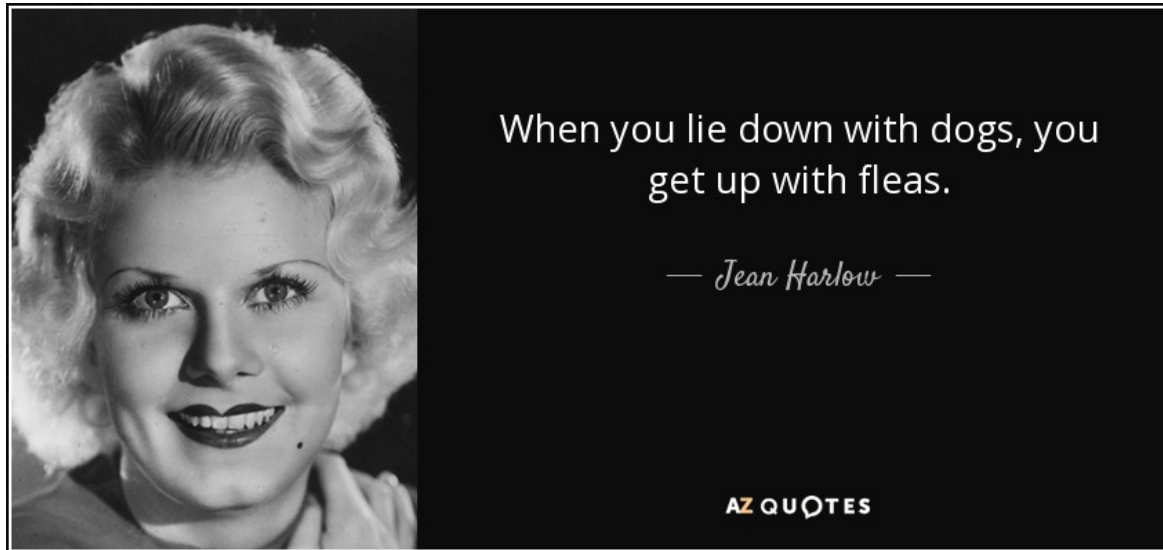 When you lie down with dogs, you
get up with fleas.
— Jean Harlow —
AZ QUOTES